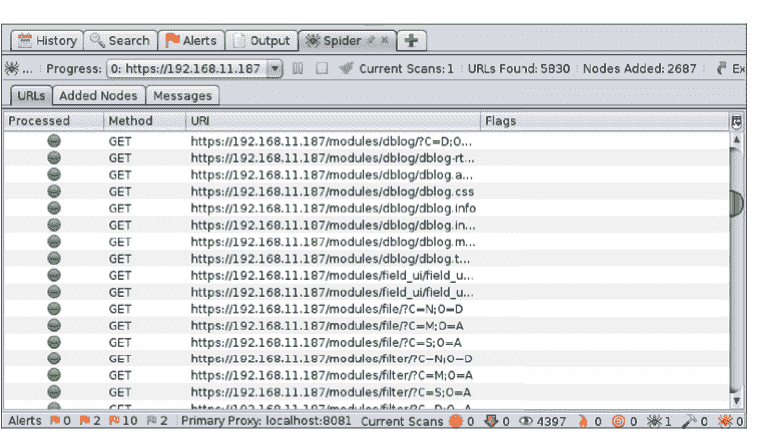 History Search Alerts Output Spider
... Progress: 0: https://192.168.11.187 Current Scans: 1 URLs Found: 5830 Nodes Added: 2687 Ex
URLs Added Nodes Messages
Processed Method URI Flags
GET https://192.168.11.187/modules/dblog/?C=D;O...
GET https://192.168.11.187/modules/dblog/dblog-rt...
GET https://192.168.11.187/modules/dblog/dblog.a...
GET https://192.168.11.187/modules/dblog/dblog.css
GET https://192.168.11.187/modules/dblog/dblog.info
GET https://192.168.11.187/modules/dblog/dblog.in...
GET https://192.168.11.187/modules/dblog/dblog.m...
GET https://192.168.11.187/modules/dblog/dblog.t...
GET https://192.168.11.187/modules/field_ui/field_u...
GET https://192.168.11.187/modules/field_ui/field_u...
GET https://192.168.11.187/modules/file/?C=N;O=D
GET https://192.168.11.187/modules/file/?C=M;O=A
GET https://192.168.11.187/modules/file/?C=S;O=A
GET https://192.168.11.187/modules/filter/?C=N;O=D
GET https://192.168.11.187/modules/filter/?C=M;O=A
GET https://192.168.11.187/modules/filter/?C=S;O=A
GET https://192.168.11.187/modules/filter/?C=D;O=A
Alerts 0 2 10 2 Primary Proxy: localhost:8081 Current Scans 0 0 4397 0 0 1 0 0